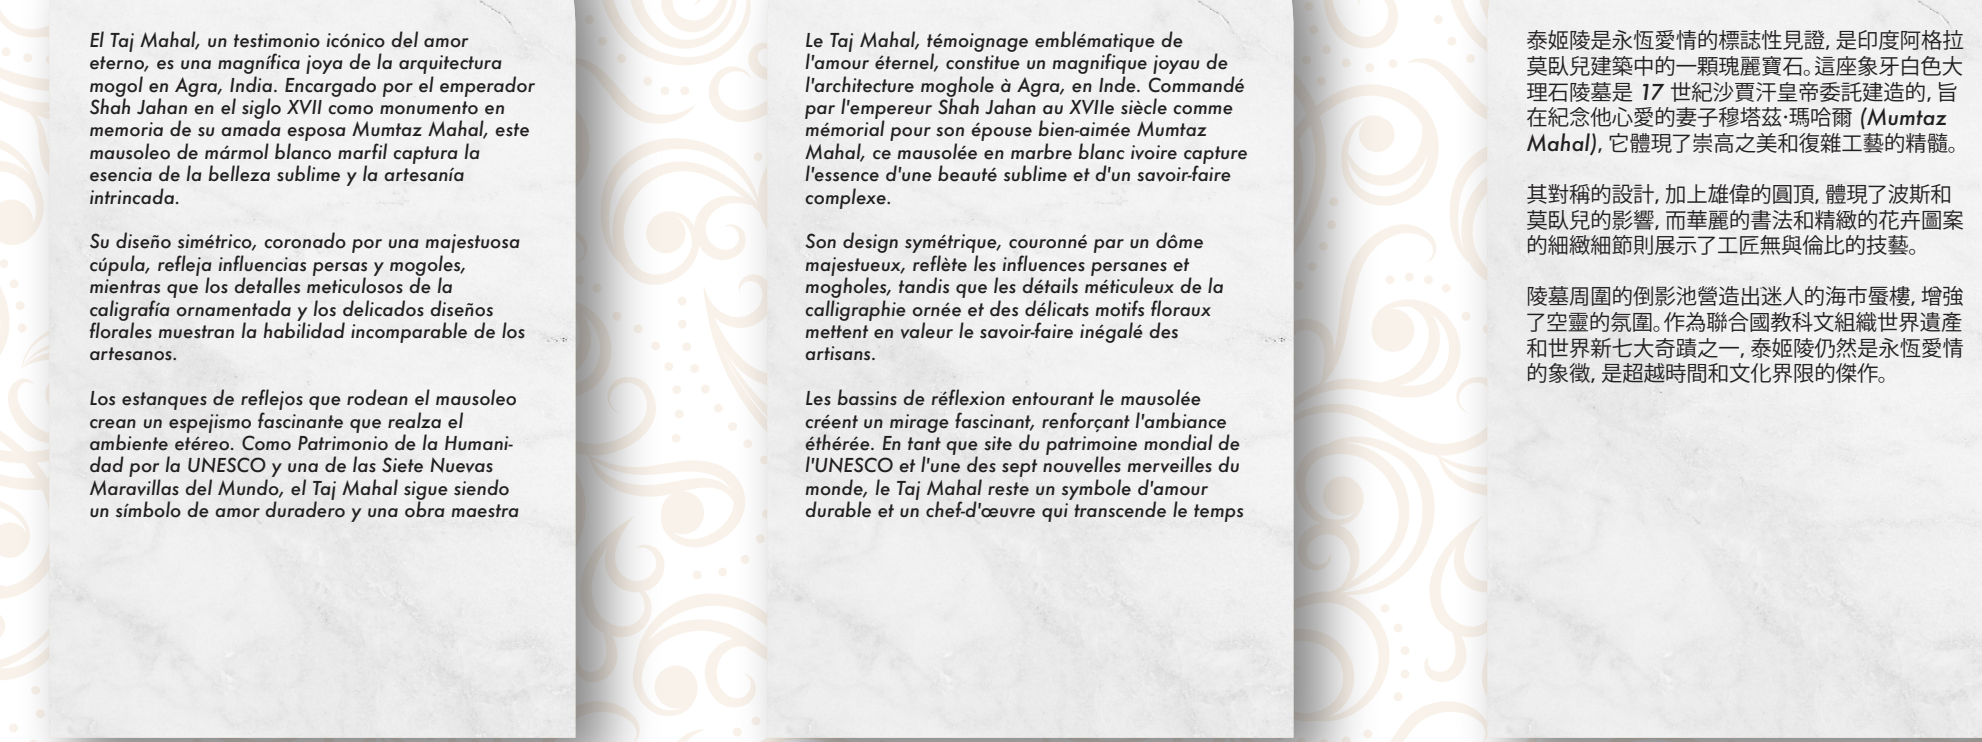 El Taj Mahal, un testimonio icónico del amor
eterno, es una magnífica joya de la arquitectura
mogol en Agra, India. Encargado por el emperador
Shah Jahan en el siglo XVII como monumento en
memoria de su amada esposa Mumtaz Mahal, este
mausoleo de mármol blanco marfil captura la
esencia de la belleza sublime y la artesanía
intrincada.

Su diseño simétrico, coronado por una majestuosa
cúpula, refleja influencias persas y mogoles,
mientras que los detalles meticulosos de la
caligrafía ornamentada y los delicados diseños
florales muestran la habilidad incomparable de los
artesanos.

Los estanques de reflejos que rodean el mausoleo
crean un espejismo fascinante que realza el
ambiente etéreo. Como Patrimonio de la Humani-
dad por la UNESCO y una de las Siete Nuevas
Maravillas del Mundo, el Taj Mahal sigue siendo
un símbolo de amor duradero y una obra maestra

Le Taj Mahal, témoignage emblématique de
l'amour éternel, constitue un magnifique joyau de
l'architecture moghole à Agra, en Inde. Commandé
par l'empereur Shah Jahan au XVIIe siècle comme
mémorial pour son épouse bien-aimée Mumtaz
Mahal, ce mausolée en marbre blanc ivoire capture
l'essence d'une beauté sublime et d'un savoir-faire
complexe.

Son design symétrique, couronné par un dôme
majestueux, reflète les influences persanes et
mogholes, tandis que les détails méticuleux de la
calligraphie ornée et des délicats motifs floraux
mettent en valeur le savoir-faire inégalé des
artisans.

Les bassins de réflexion entourant le mausolée
créent un mirage fascinant, renforçant l'ambiance
éthérée. En tant que site du patrimoine mondial de
l'UNESCO et l'une des sept nouvelles merveilles du
monde, le Taj Mahal reste un symbole d'amour
durable et un chef-d'œuvre qui transcende le temps

泰姬陵是永恆愛情的標誌性見證, 是印度阿格拉
莫臥兒建築中的一顆瑰麗寶石。這座象牙白色大
理石陵墓是 17 世紀沙賈汗皇帝委託建造的, 旨
在紀念他心愛的妻子穆塔茲·瑪哈爾 (Mumtaz
Mahal), 它體現了崇高之美和復雜工藝的精髓。

其對稱的設計, 加上雄偉的圓頂, 體現了波斯和
莫臥兒的影響, 而華麗的書法和精緻的花卉圖案
的細緻細節則展示了工匠無與倫比的技藝。

陵墓周圍的倒影池營造出迷人的海市蜃樓, 增強
了空靈的氛圍。作為聯合國教科文組織世界遺產
和世界新七大奇蹟之一, 泰姬陵仍然是永恆愛情
的象徵, 是超越時間和文化界限的傑作。